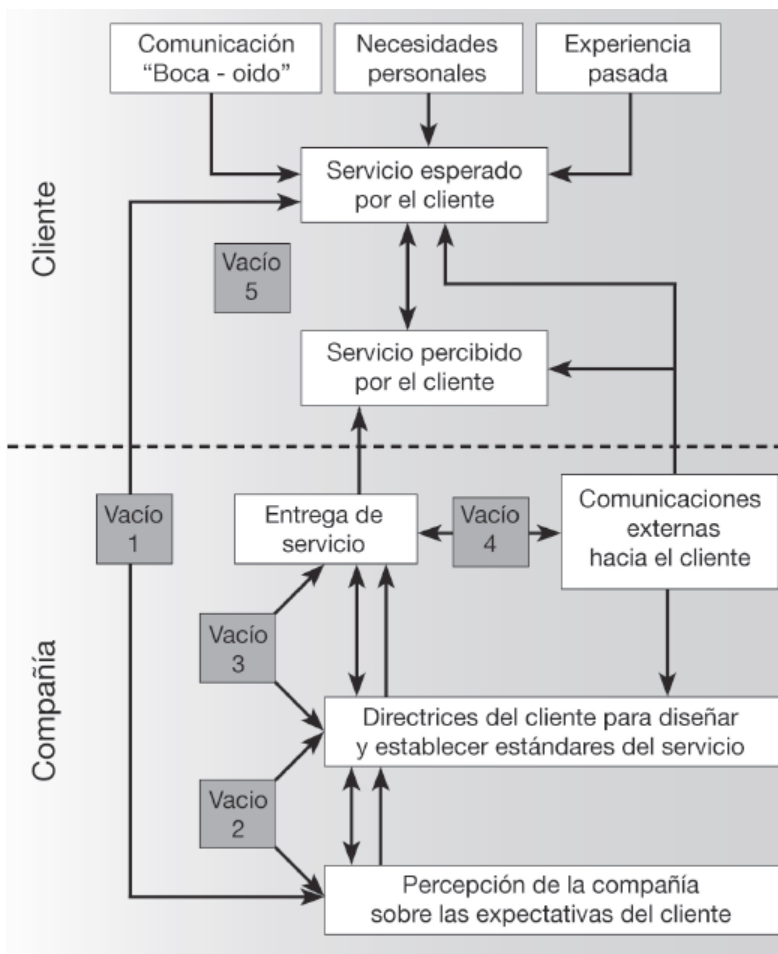 Comunicación
“Boca - oido”
Necesidades
personales
Experiencia
pasada
Servicio esperado
por el cliente
Cliente
Vacío
5
Servicio percibido
por el cliente
Vacío
1
Entrega de
servicio
Vacío
4
Comunicaciones
externas
hacia el cliente
Vacío
3
Compañía
Directrices del cliente para diseñar
y establecer estándares del servicio
Vacío
2
Percepción de la compañía
sobre las expectativas del cliente